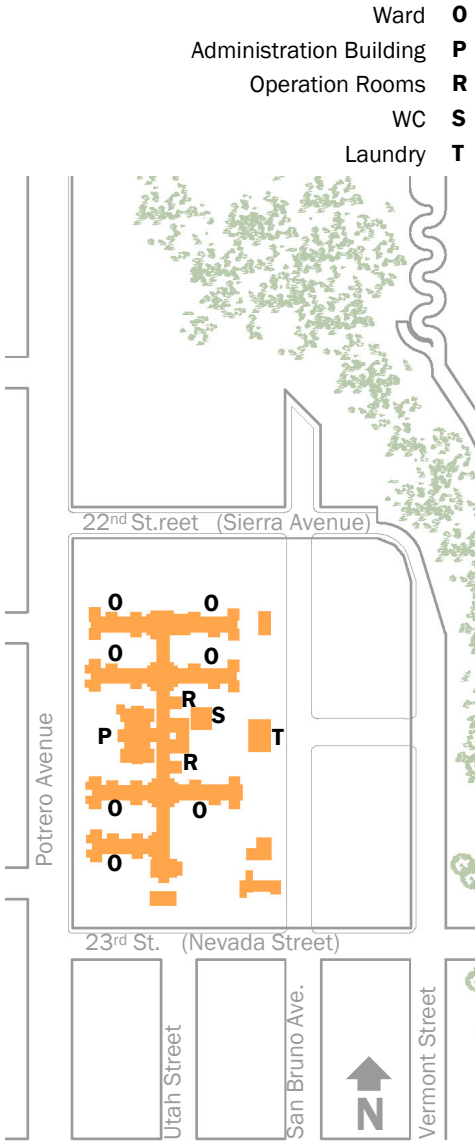 Ward O
Administration Building P
Operation Rooms R
WC S
Laundry T
22nd St.reet (Sierra Avenue)
O O
O O
R
S
P T
R
O O
O
Potrero Avenue
23rd St. (Nevada Street)
Utah Street
San Bruno Ave.
Vermont Street
N